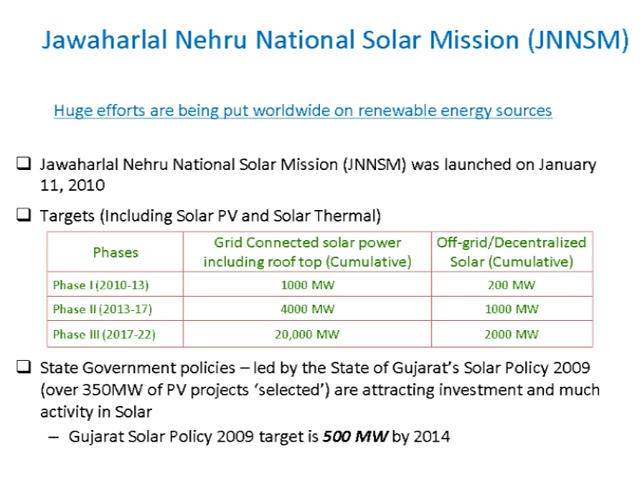 Jawaharlal Nehru National Solar Mission (JNNSM)
Huge efforts are being put worldwide on renewable energy sources
❑ Jawaharlal Nehru National Solar Mission (JNNSM) was launched on January
11, 2010
❑ Targets (Including Solar PV and Solar Thermal)
Phases | Grid Connected solar power including roof top (Cumulative) | Off-grid/Decentralized Solar (Cumulative)
Phase I (2010-13) | 1000 MW | 200 MW
Phase II (2013-17) | 4000 MW | 1000 MW
Phase III (2017-22) | 20,000 MW | 2000 MW
❑ State Government policies – led by the State of Gujarat's Solar Policy 2009
(over 350MW of PV projects 'selected') are attracting investment and much
activity in Solar
– Gujarat Solar Policy 2009 target is 500 MW by 2014